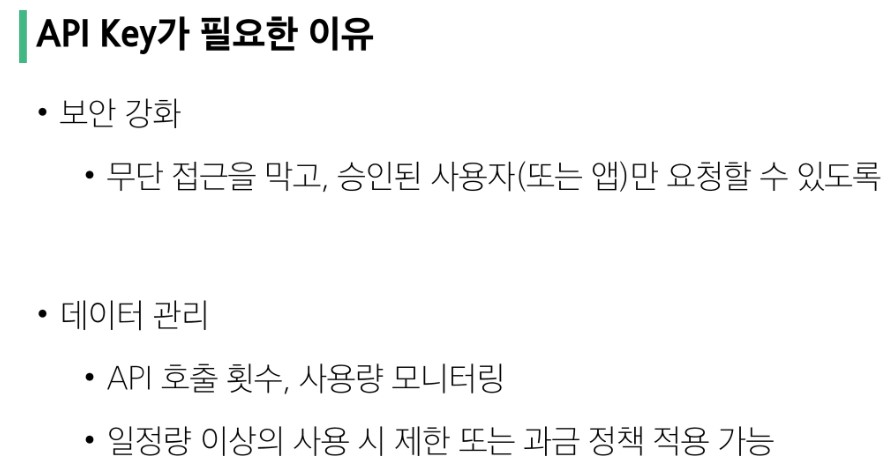 API Key가 필요한 이유
• 보안 강화
• 무단 접근을 막고, 승인된 사용자(또는 앱)만 요청할 수 있도록
• 데이터 관리
• API 호출 횟수, 사용량 모니터링
• 일정량 이상의 사용 시 제한 또는 과금 정책 적용 가능